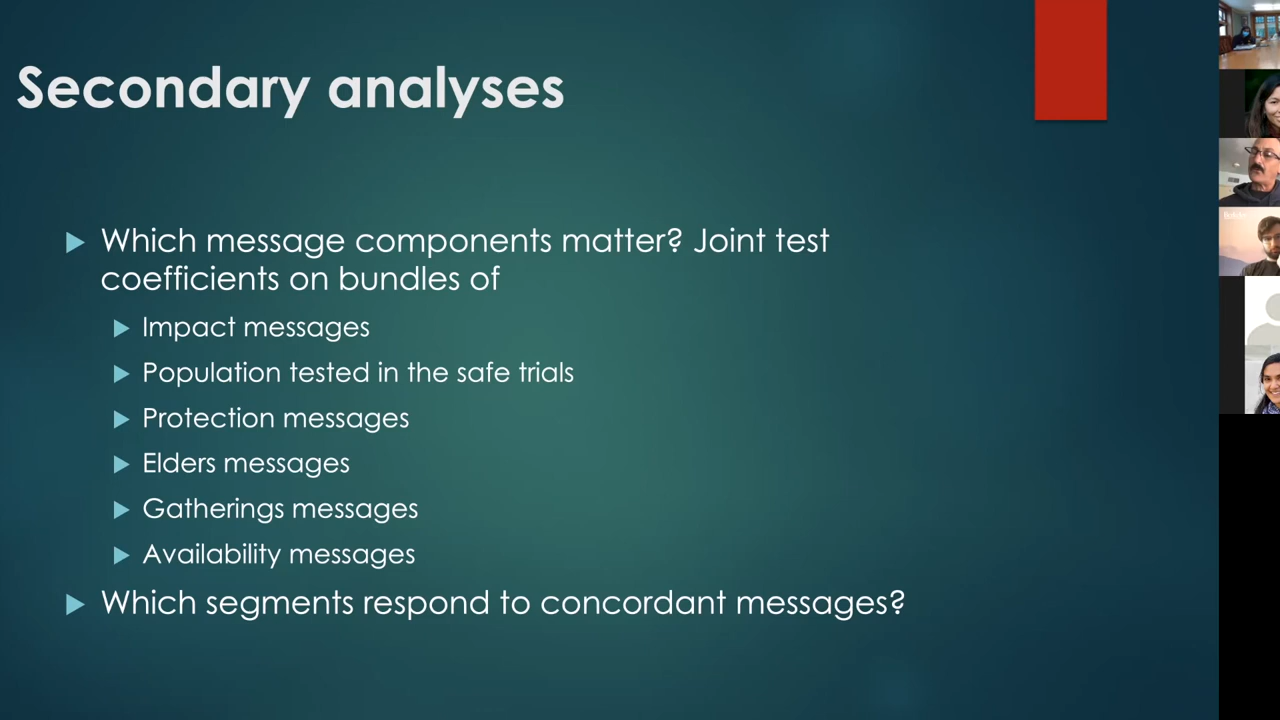 Secondary analyses
Which message components matter? Joint test
coefficients on bundles of
Impact messages
Population tested in the safe trials
Protection messages
Elders messages
Gatherings messages
Availability messages
Which segments respond to concordant messages?